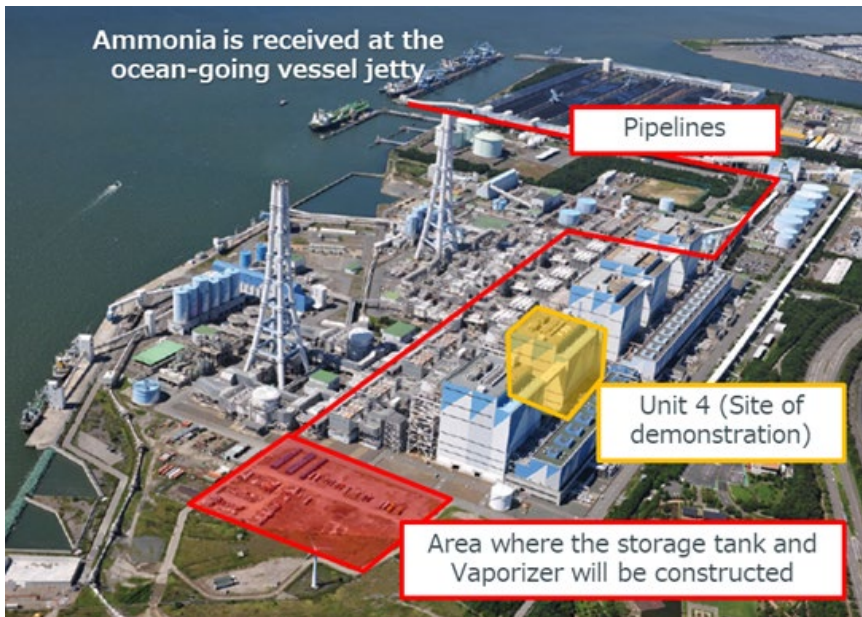 Ammonia is received at the
ocean-going vessel jetty
Pipelines
Unit 4 (Site of
demonstration)
Area where the storage tank and
Vaporizer will be constructed